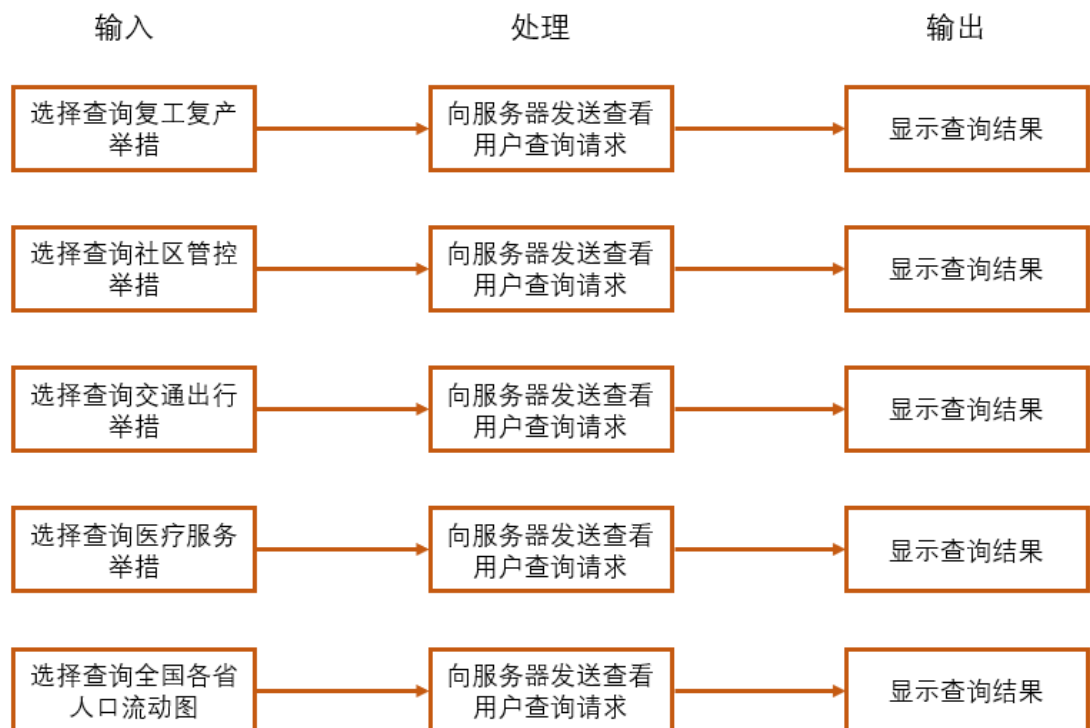 输入
处理
输出
选择查询复工复产
举措
向服务器发送查看
用户查询请求
显示查询结果
选择查询社区管控
举措
向服务器发送查看
用户查询请求
显示查询结果
选择查询交通出行
举措
向服务器发送查看
用户查询请求
显示查询结果
选择查询医疗服务
举措
向服务器发送查看
用户查询请求
显示查询结果
选择查询全国各省
人口流动图
向服务器发送查看
用户查询请求
显示查询结果